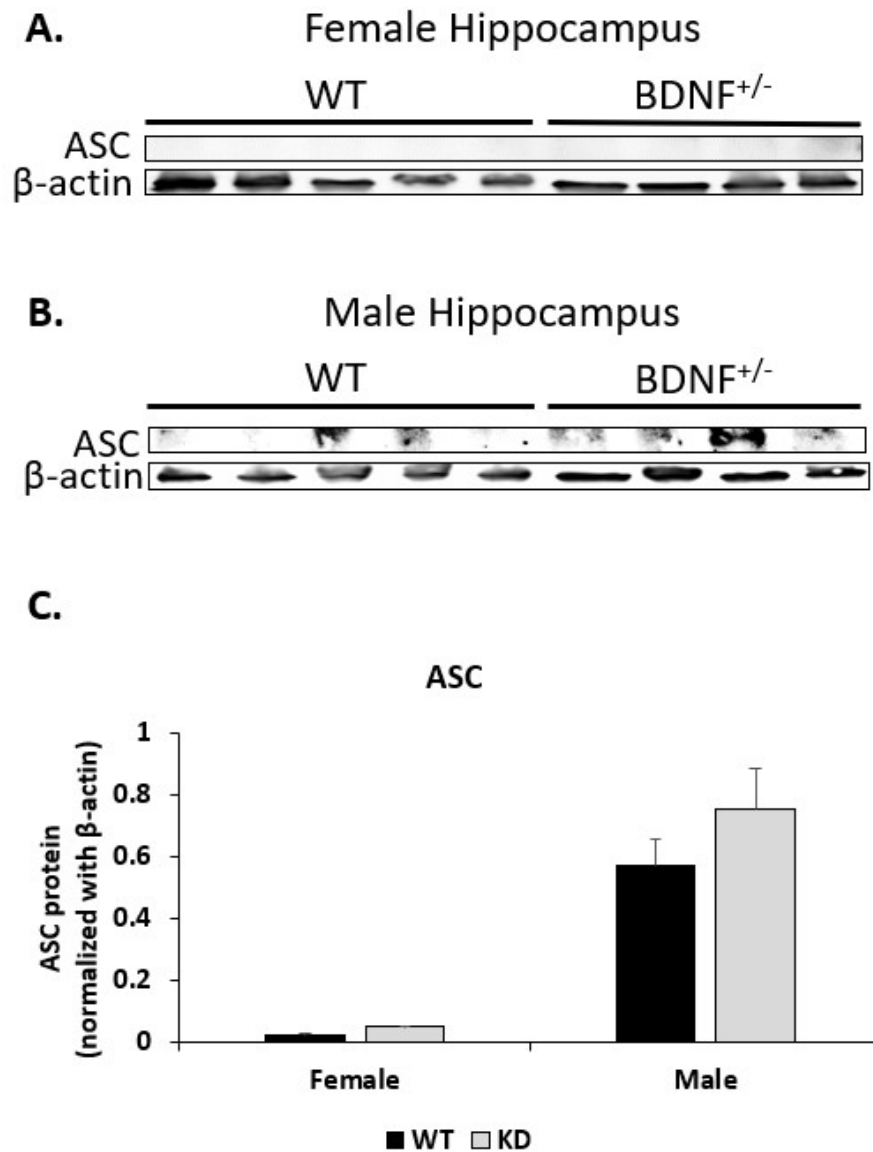 A. Female Hippocampus
WT BDNF+/-
ASC
β-actin
B. Male Hippocampus
WT BDNF+/-
ASC
β-actin
C.
ASC
ASC protein
(normalized with β-actin)
1
0.8
0.6
0.4
0.2
0
Female Male
WT KD